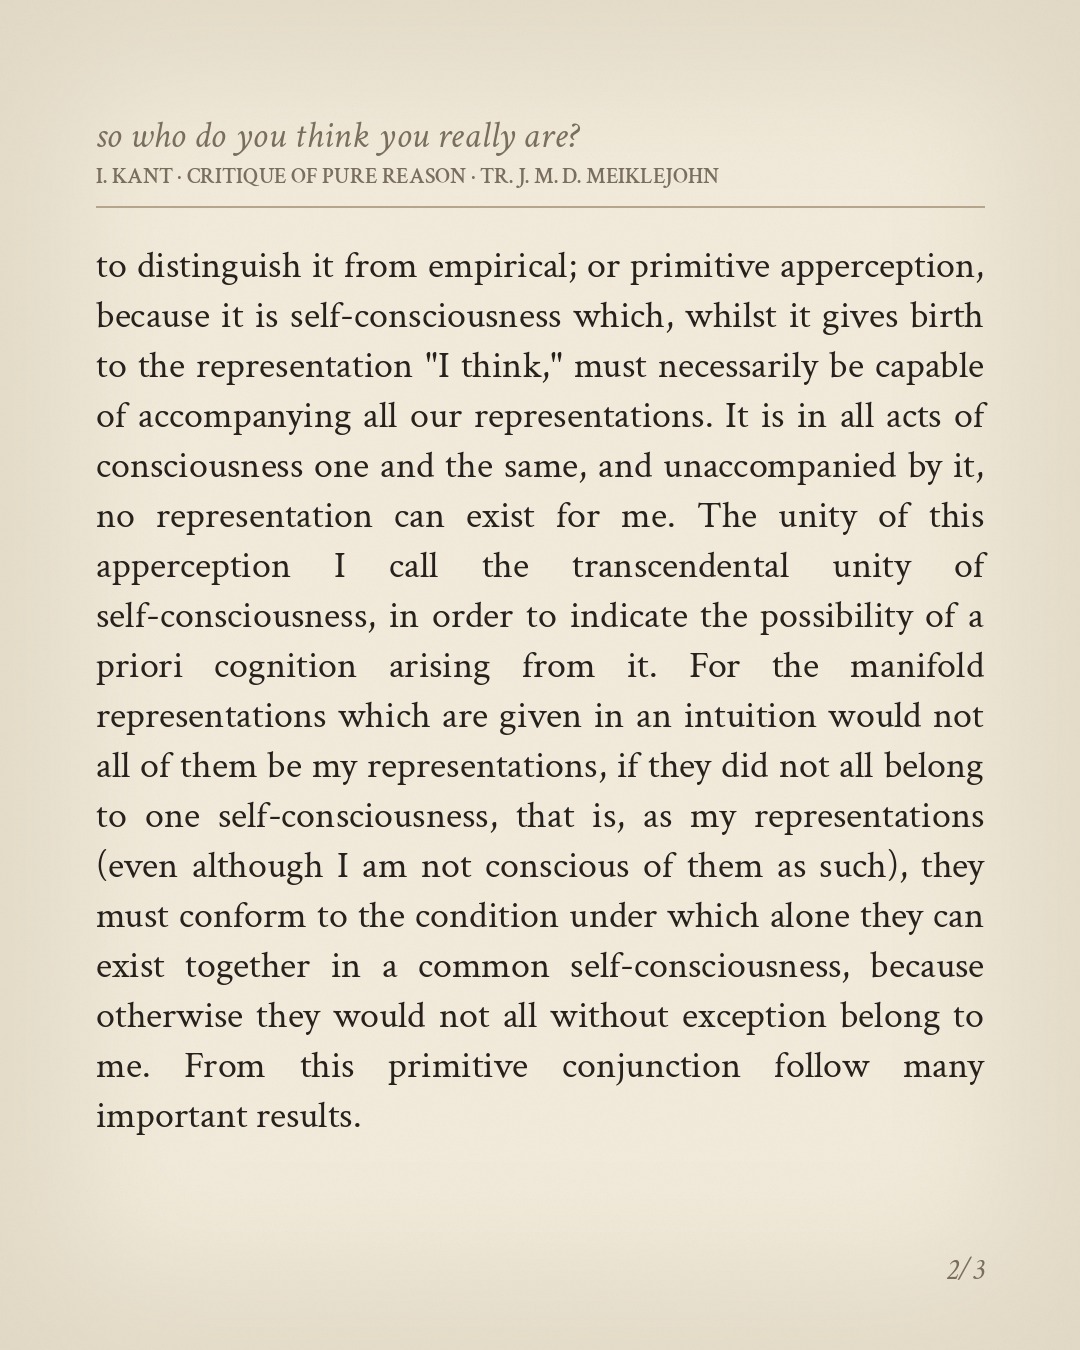 so who do you think you really are?
I. KANT · CRITIQUE OF PURE REASON · TR. J. M. D. MEIKLEJOHN
to distinguish it from empirical; or primitive apperception,
because it is self-consciousness which, whilst it gives birth
to the representation "I think," must necessarily be capable
of accompanying all our representations. It is in all acts of
consciousness one and the same, and unaccompanied by it,
no representation can exist for me. The unity of this
apperception I call the transcendental unity of
self-consciousness, in order to indicate the possibility of a
priori cognition arising from it. For the manifold
representations which are given in an intuition would not
all of them be my representations, if they did not all belong
to one self-consciousness, that is, as my representations
(even although I am not conscious of them as such), they
must conform to the condition under which alone they can
exist together in a common self-consciousness, because
otherwise they would not all without exception belong to
me. From this primitive conjunction follow many
important results.
2/3